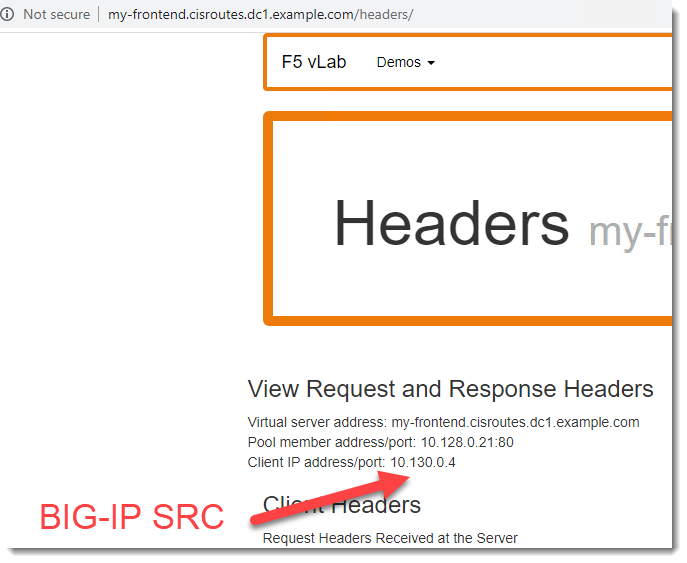 Not secure | my-frontend.cisroutes.dc1.example.com/headers/
F5 vLab Demos
Headers my-f
View Request and Response Headers
Virtual server address: my-frontend.cisroutes.dc1.example.com
Pool member address/port: 10.128.0.21:80
Client IP address/port: 10.130.0.4
BIG-IP SRC
Client Headers
Request Headers Received at the Server